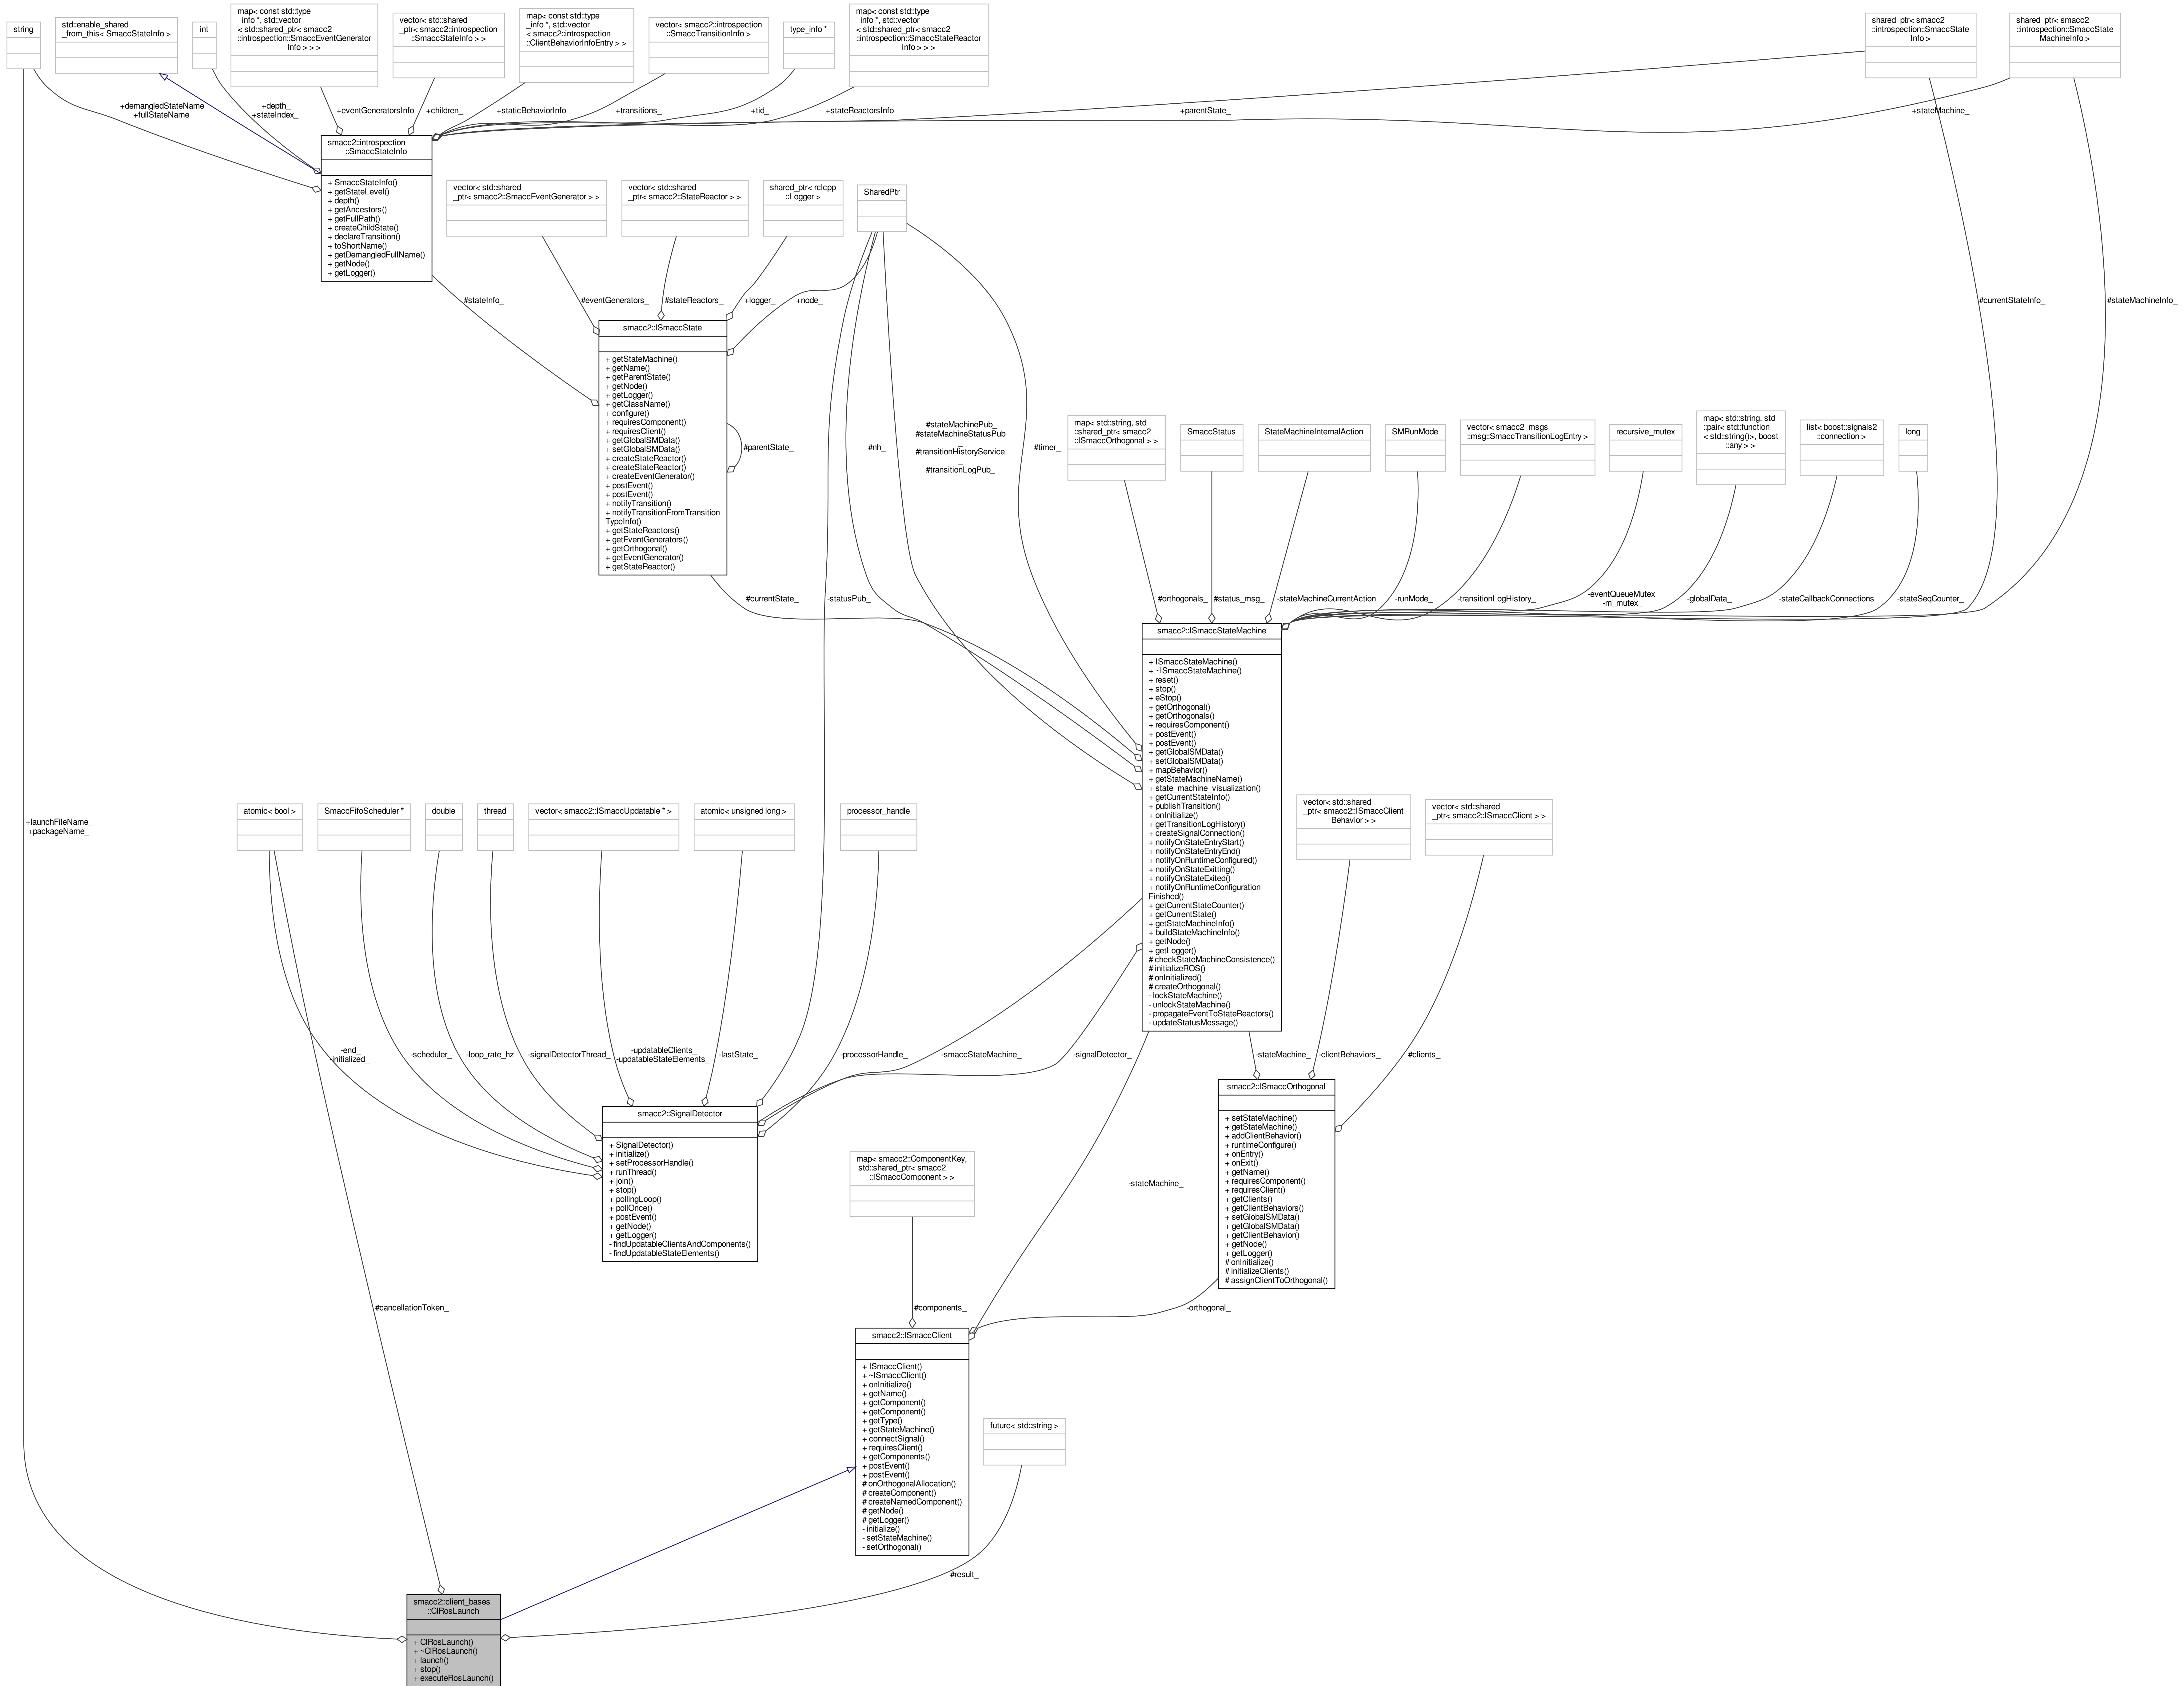 string
std::enable_shared
_from_this< SmaccStateInfo >
int
map< const std::type
_info *, std::vector
< std::shared_ptr< smacc2
::introspection::SmaccEventGenerator
Info > > >
vector< std::shared
_ptr< smacc2::introspection
::SmaccStateInfo > >
map< const std::type
_info *, std::vector
< smacc2::introspection
::ClientBehaviorInfoEntry > >
vector< smacc2::introspection
::SmaccTransitionInfo >
type_info *
map< const std::type
_info *, std::vector
< std::shared_ptr< smacc2
::introspection::SmaccStateReactor
Info > > >
shared_ptr< smacc2
::introspection::SmaccState
Info >
shared_ptr< smacc2
::introspection::SmaccState
MachineInfo >
+demangledStateName
+fullStateName
+depth_
+stateIndex_
+eventGeneratorsInfo
+children_
+staticBehaviorInfo
+transitions_
+tid_
+stateReactorsInfo
+parentState_
+stateMachine_
smacc2::introspection
::SmaccStateInfo
+ SmaccStateInfo()
+ getStateLevel()
+ depth()
+ getAncestors()
+ getFullPath()
+ createChildState()
+ declareTransition()
+ toShortName()
+ getDemangledFullName()
+ getNode()
+ getLogger()
vector< std::shared
_ptr< smacc2::SmaccEventGenerator > >
vector< std::shared
_ptr< smacc2::StateReactor > >
shared_ptr< rclcpp
::Logger >
SharedPtr
#stateInfo_
#eventGenerators_
#stateReactors_
+logger_
+node_
#currentStateInfo_
#stateMachineInfo_
smacc2::ISmaccState
+ getStateMachine()
+ getName()
+ getParentState()
+ getNode()
+ getLogger()
+ getClassName()
+ configure()
+ requiresComponent()
+ requiresClient()
+ getGlobalSMData()
+ setGlobalSMData()
+ createStateReactor()
+ createStateReactor()
+ createEventGenerator()
+ postEvent()
+ postEvent()
+ notifyTransition()
+ notifyTransitionFromTransition
TypeInfo()
+ getStateReactors()
+ getEventGenerators()
+ getOrthogonal()
+ getEventGenerator()
+ getStateReactor()
#parentState_
#nh_
#stateMachinePub_
#stateMachineStatusPub
_
#transitionHistoryService
_
#transitionLogPub_
#timer_
map< std::string, std
::shared_ptr< smacc2
::ISmaccOrthogonal > >
SmaccStatus
StateMachineInternalAction
SMRunMode
vector< smacc2_msgs
::msg::SmaccTransitionLogEntry >
recursive_mutex
map< std::string, std
::pair< std::function
< std::string()>, boost
::any > >
list< boost::signals2
::connection >
long
#currentState_
-statusPub_
#orthogonals_
#status_msg_
-stateMachineCurrentAction
-runMode_
-transitionLogHistory_
-eventQueueMutex_
-m_mutex_
-globalData_
-stateCallbackConnections
-stateSeqCounter_
smacc2::ISmaccStateMachine
+ ISmaccStateMachine()
+ ~ISmaccStateMachine()
+ reset()
+ stop()
+ eStop()
+ getOrthogonal()
+ getOrthogonals()
+ requiresComponent()
+ postEvent()
+ postEvent()
+ getGlobalSMData()
+ setGlobalSMData()
+ mapBehavior()
+ getStateMachineName()
+ state_machine_visualization()
+ getCurrentStateInfo()
+ publishTransition()
+ onInitialize()
+ getTransitionLogHistory()
+ createSignalConnection()
+ notifyOnStateEntryStart()
+ notifyOnStateEntryEnd()
+ notifyOnRuntimeConfigured()
+ notifyOnStateExitting()
+ notifyOnStateExited()
+ notifyOnRuntimeConfiguration
Finished()
+ getCurrentStateCounter()
+ getCurrentState()
+ getStateMachineInfo()
+ buildStateMachineInfo()
+ getNode()
+ getLogger()
# checkStateMachineConsistence()
# initializeROS()
# onInitialized()
# createOrthogonal()
- lockStateMachine()
- unlockStateMachine()
- propagateEventToStateReactors()
- updateStatusMessage()
+launchFileName_
+packageName_
atomic< bool >
SmaccFifoScheduler *
double
thread
vector< smacc2::ISmaccUpdatable * >
atomic< unsigned long >
processor_handle
vector< std::shared
_ptr< smacc2::ISmaccClient
Behavior > >
vector< std::shared
_ptr< smacc2::ISmaccClient > >
-end_
-initialized_
-scheduler_
-loop_rate_hz
-signalDetectorThread_
-updatableClients_
-updatableStateElements_
-lastState_
-processorHandle_
-smaccStateMachine_
-signalDetector_
-stateMachine_
-clientBehaviors_
#clients_
smacc2::SignalDetector
+ SignalDetector()
+ initialize()
+ setProcessorHandle()
+ runThread()
+ join()
+ stop()
+ pollingLoop()
+ pollOnce()
+ postEvent()
+ getNode()
+ getLogger()
- findUpdatableClientsAndComponents()
- findUpdatableStateElements()
smacc2::ISmaccOrthogonal
+ setStateMachine()
+ getStateMachine()
+ addClientBehavior()
+ runtimeConfigure()
+ onEntry()
+ onExit()
+ getName()
+ requiresComponent()
+ requiresClient()
+ getClients()
+ getClientBehaviors()
+ setGlobalSMData()
+ getGlobalSMData()
+ getClientBehavior()
+ getNode()
+ getLogger()
# onInitialize()
# initializeClients()
# assignClientToOrthogonal()
map< smacc2::ComponentKey,
std::shared_ptr< smacc2
::ISmaccComponent > >
-stateMachine_
#cancellationToken_
#components_
-orthogonal_
smacc2::ISmaccClient
+ ISmaccClient()
+ ~ISmaccClient()
+ onInitialize()
+ getName()
+ getComponent()
+ getComponent()
+ getType()
+ getStateMachine()
+ connectSignal()
+ requiresClient()
+ getComponents()
+ postEvent()
+ postEvent()
# onOrthogonalAllocation()
# createComponent()
# createNamedComponent()
# getNode()
# getLogger()
- initialize()
- setStateMachine()
- setOrthogonal()
future< std::string >
#result_
smacc2::client_bases
::ClRosLaunch
+ ClRosLaunch()
+ ~ClRosLaunch()
+ launch()
+ stop()
+ executeRosLaunch()